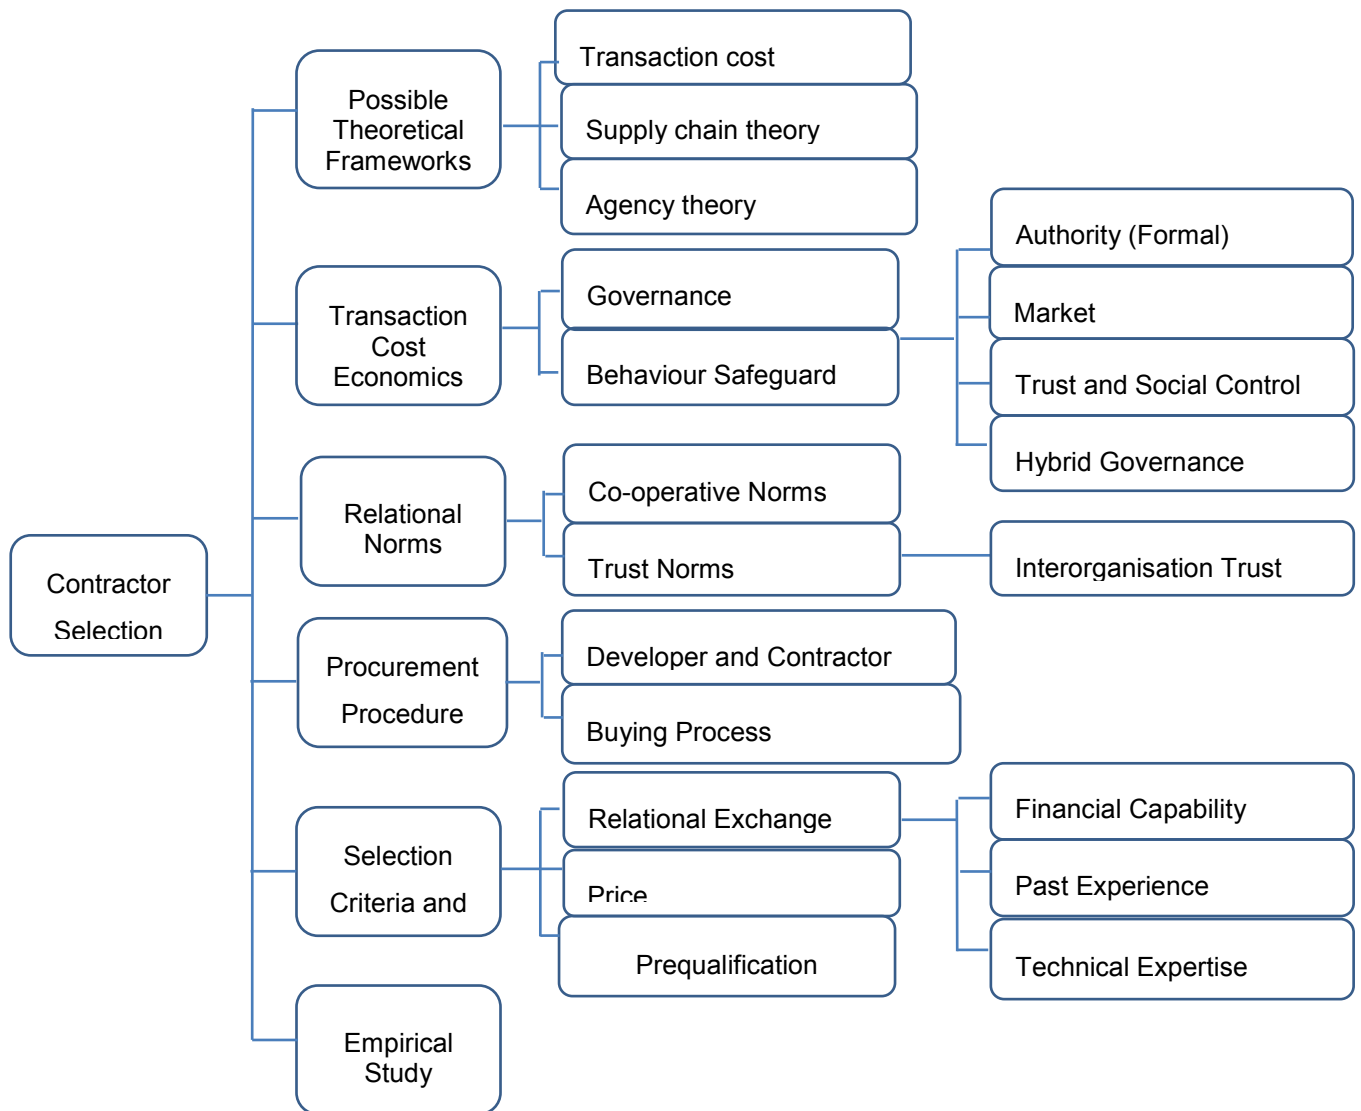 Contractor
Selection
Possible
Theoretical
Frameworks
Transaction cost
Supply chain theory
Agency theory
Transaction
Cost
Economics
Governance
Behaviour Safeguard
Authority (Formal)
Market
Trust and Social Control
Hybrid Governance
Relational
Norms
Co-operative Norms
Trust Norms
Interorganisation Trust
Procurement
Procedure
Developer and Contractor
Buying Process
Selection
Criteria and
Relational Exchange
Price
Prequalification
Financial Capability
Past Experience
Technical Expertise
Empirical
Study